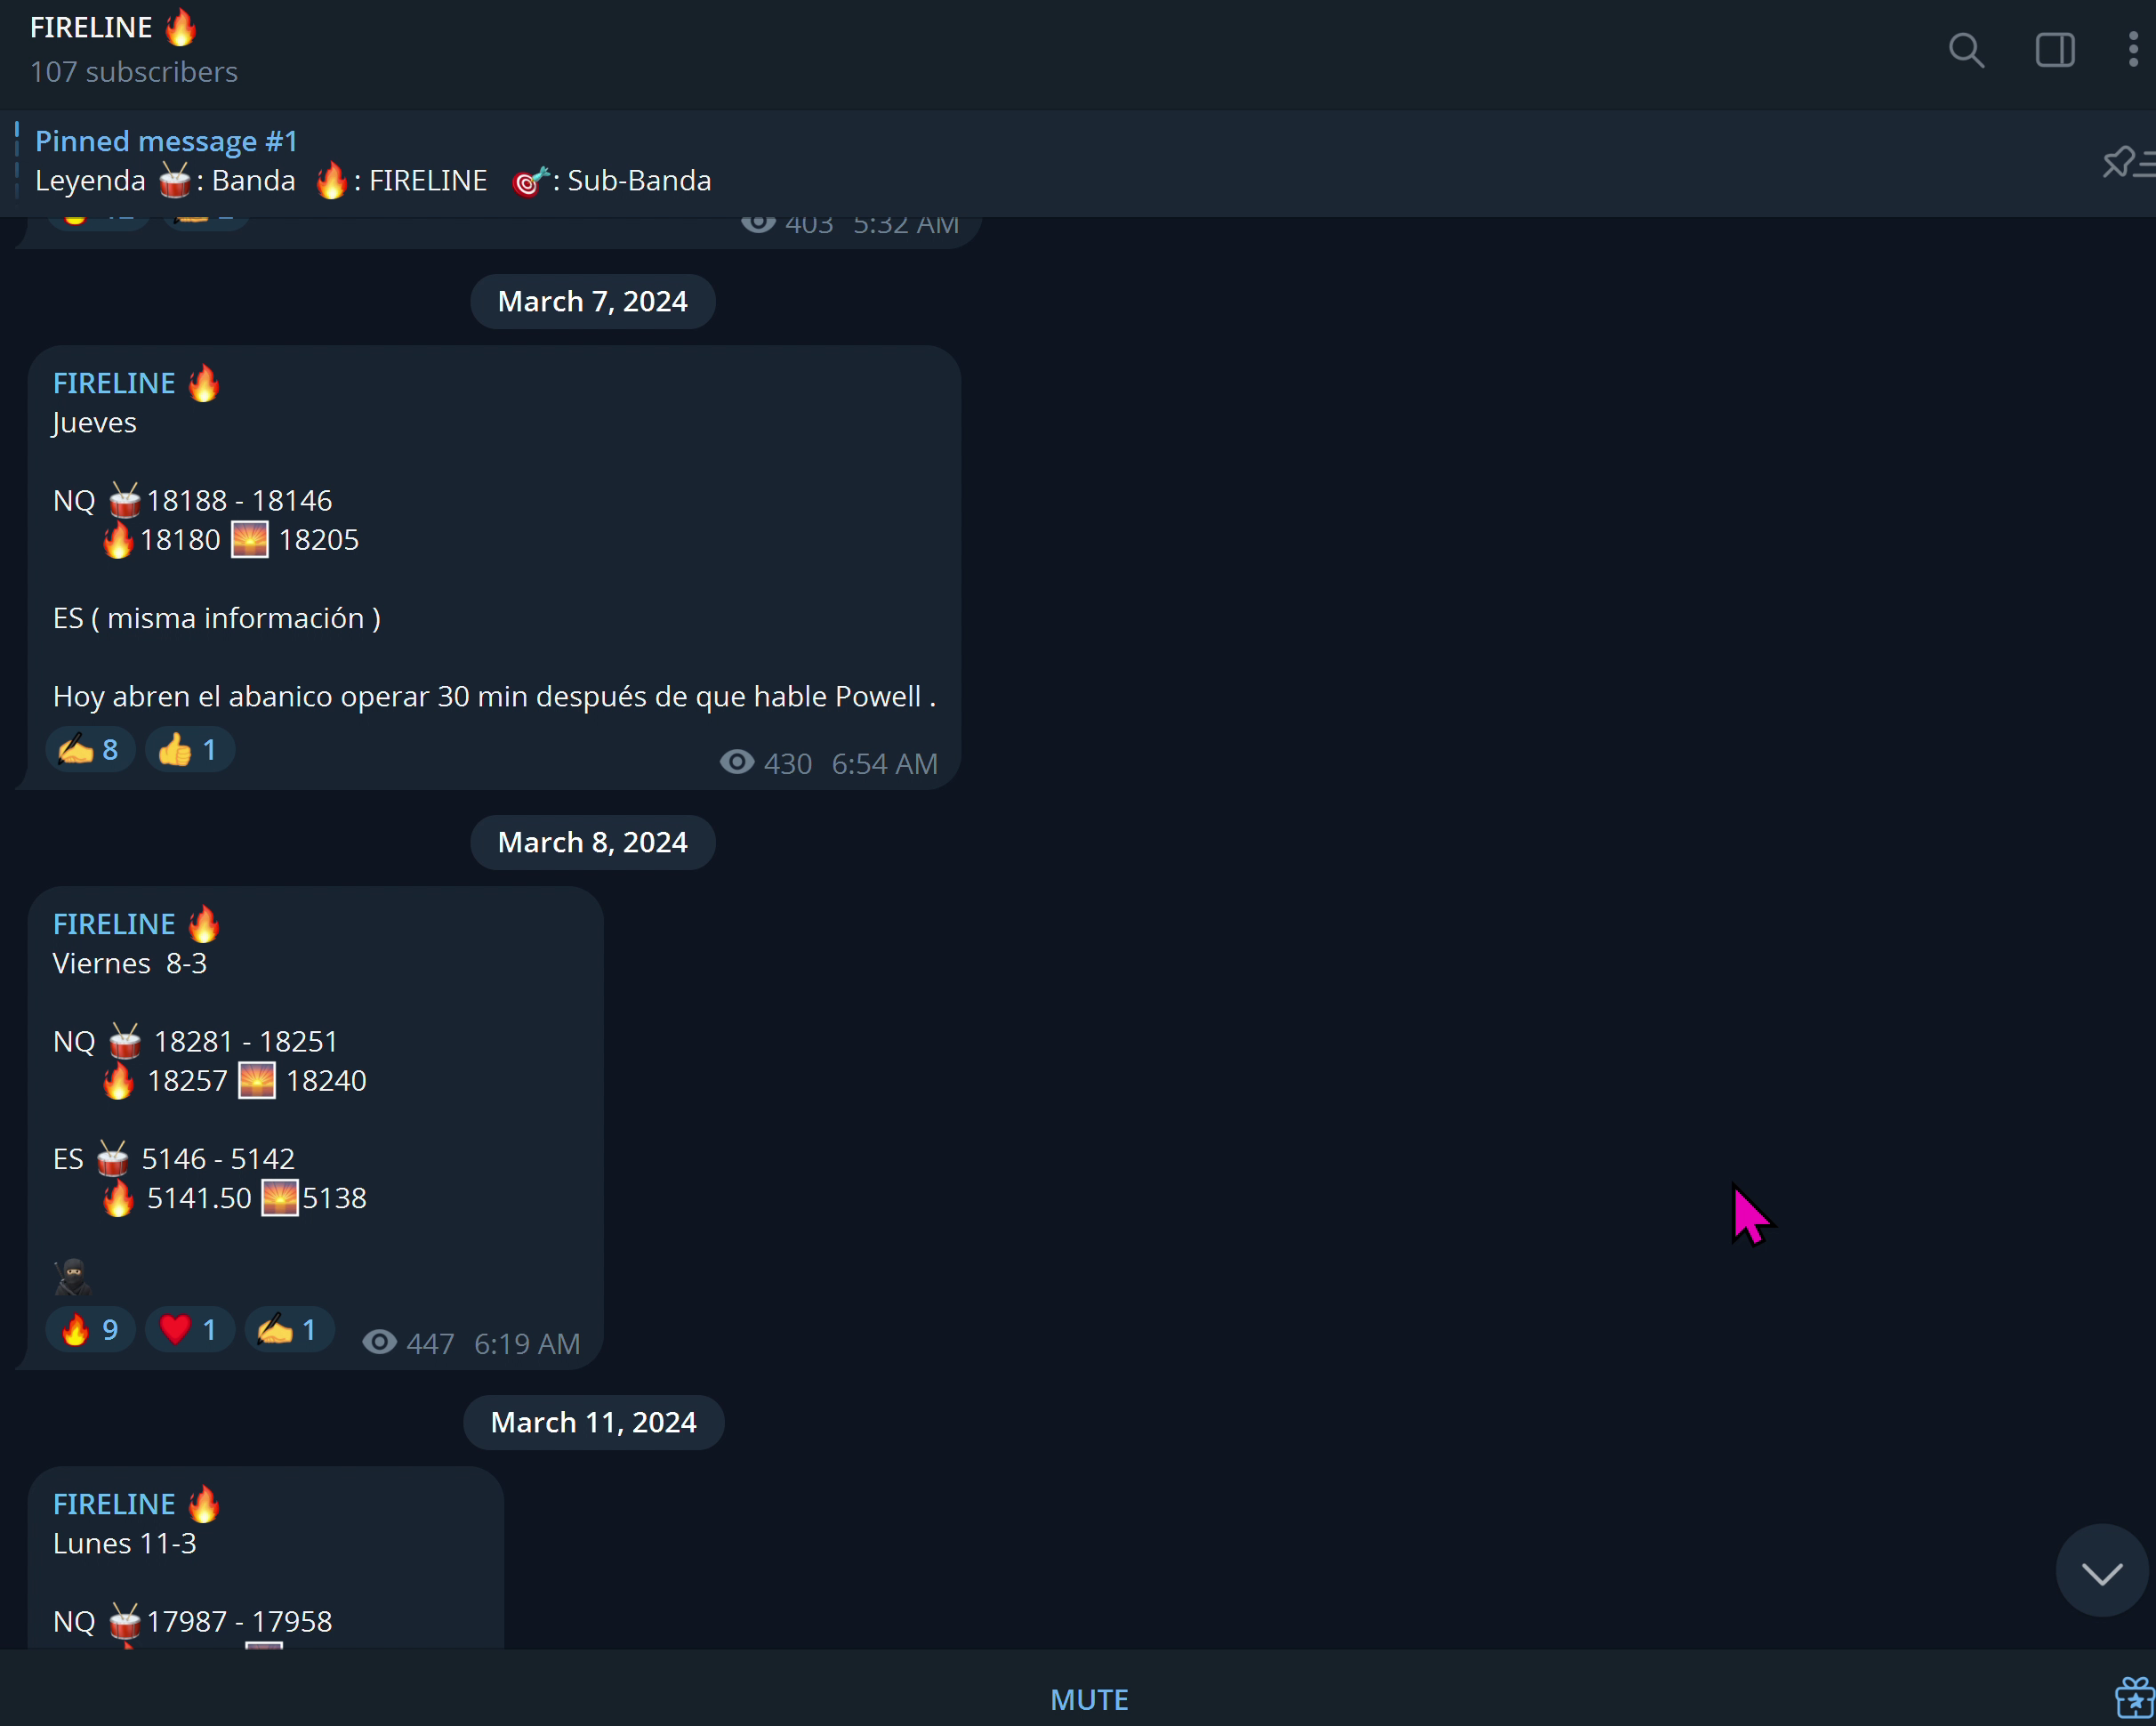 FIRELINE 🔥
107 subscribers
Pinned message #1
Leyenda 🥁: Banda 🔥: FIRELINE 🎯: Sub-Banda
403 5:32 AM
March 7, 2024
FIRELINE 🔥
Jueves
NQ 🥁18188 - 18146
🔥18180 🌅 18205
ES ( misma información )
Hoy abren el abanico operar 30 min después de que hable Powell .
✍️ 8 👍 1
430 6:54 AM
March 8, 2024
FIRELINE 🔥
Viernes 8-3
NQ 🥁 18281 - 18251
🔥 18257 🌅 18240
ES 🥁 5146 - 5142
🔥 5141.50 🌅5138
🥷
🔥 9 ❤️ 1 ✍️ 1 447 6:19 AM
March 11, 2024
FIRELINE 🔥
Lunes 11-3
NQ 🥁17987 - 17958
MUTE